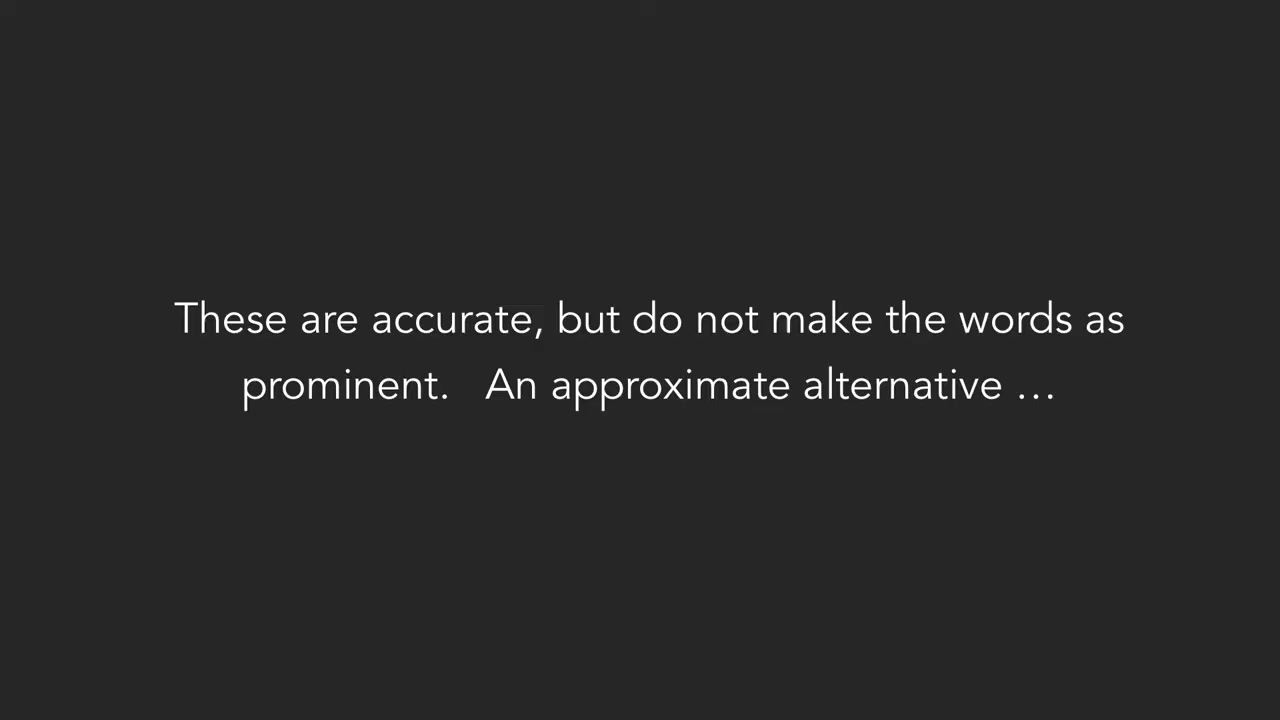 These are accurate, but do not make the words as
prominent.   An approximate alternative …